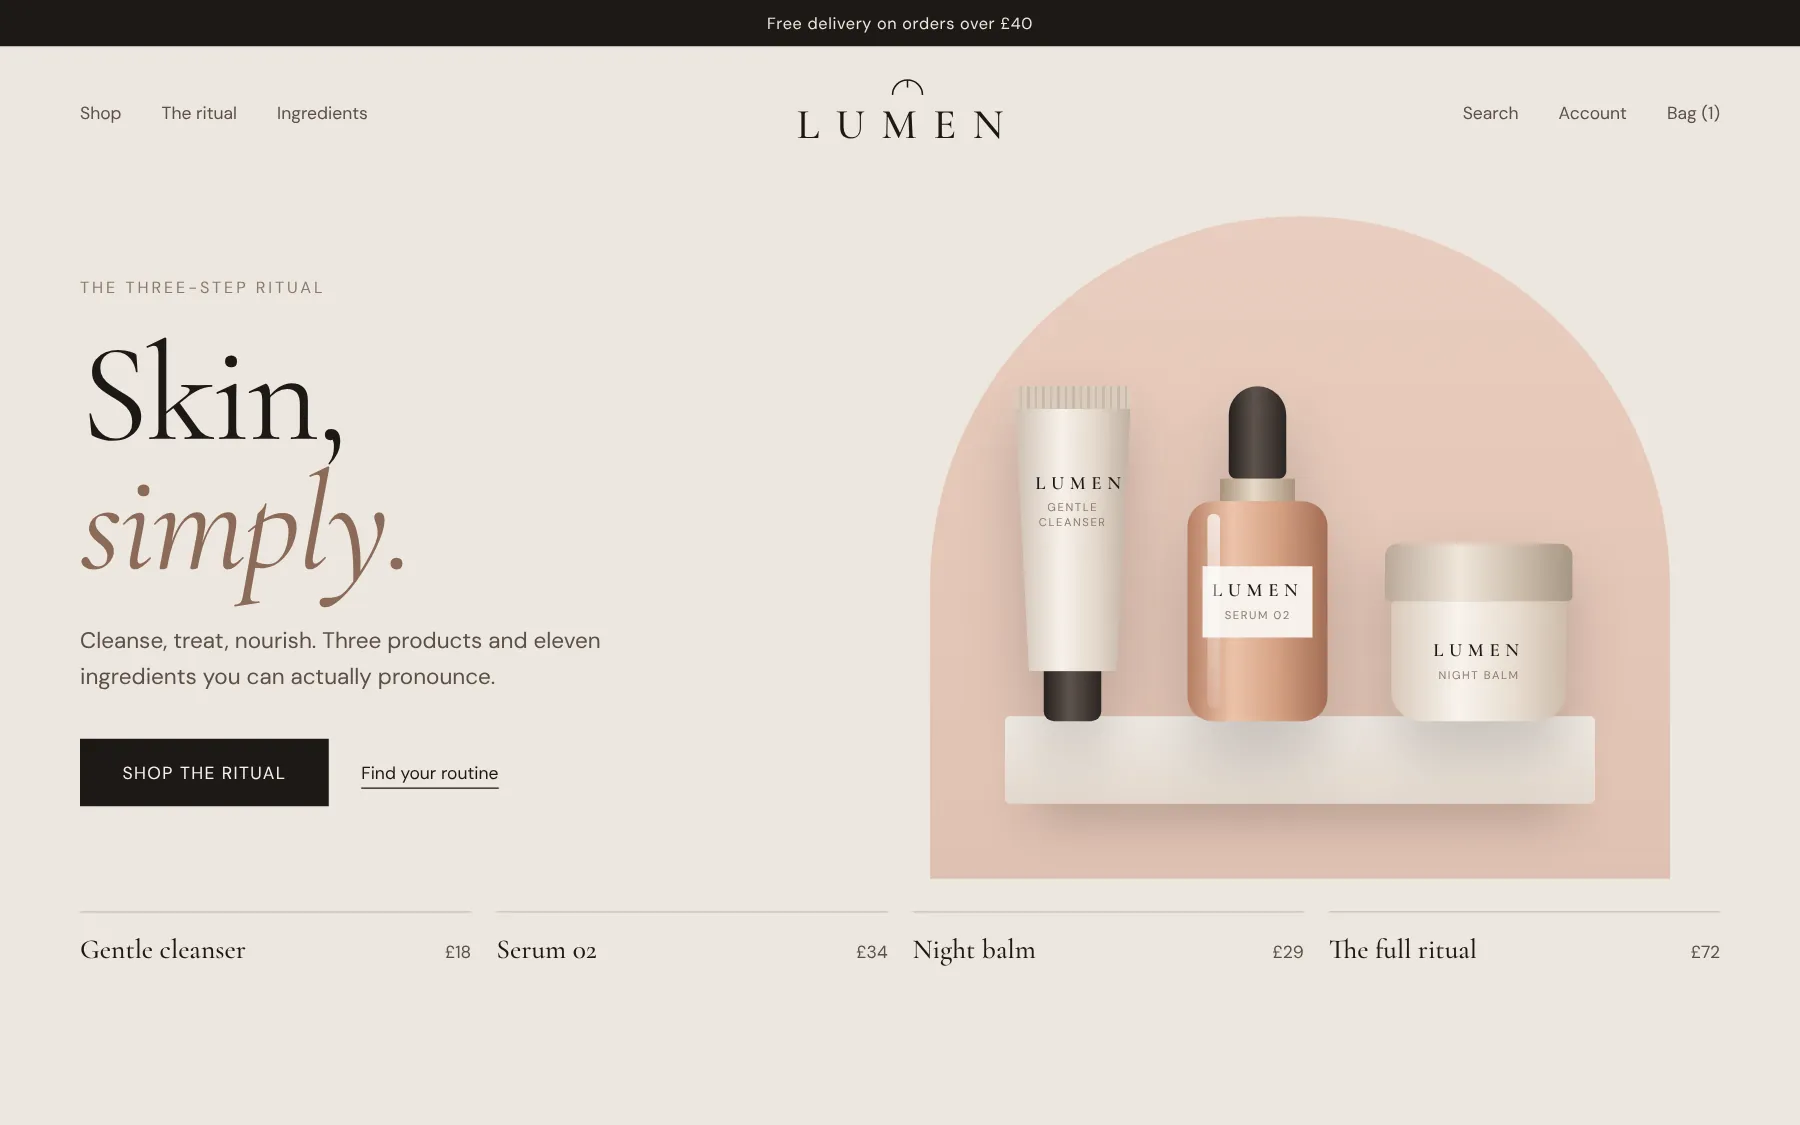 Free delivery on orders over £40
Shop The ritual Ingredients
LUMEN
Search Account Bag (1)
THE THREE-STEP RITUAL
Skin,
simply.
Cleanse, treat, nourish. Three products and eleven
ingredients you can actually pronounce.
SHOP THE RITUAL Find your routine
LUMEN
GENTLE
CLEANSER
LUMEN
SERUM 02
LUMEN
NIGHT BALM
Gentle cleanser £18
Serum 02 £34
Night balm £29
The full ritual £72